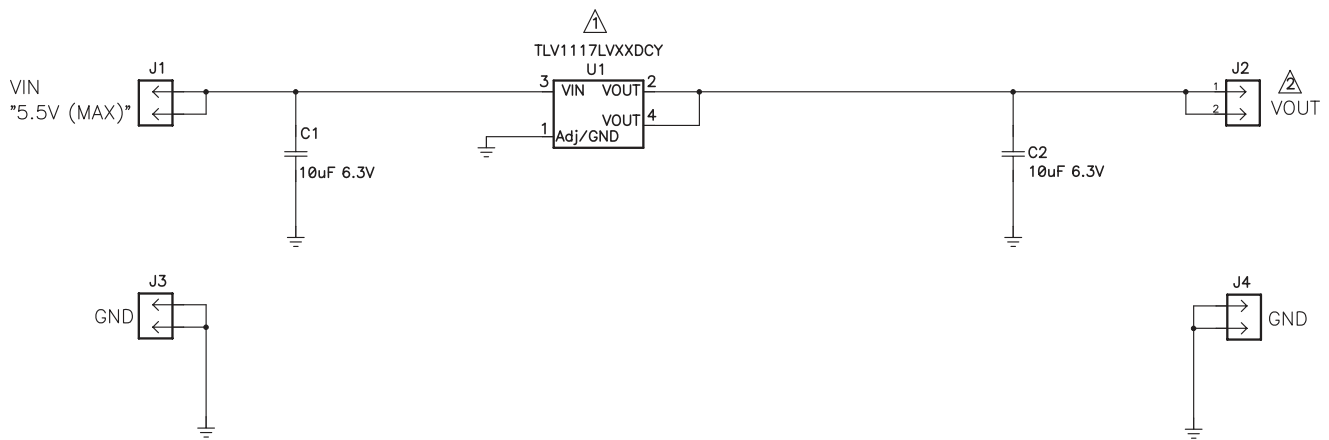 1
TLV1117LVXXDCY
U1
J1
VIN
"5.5V (MAX)"
3
VIN
VOUT
2
VOUT
4
1
Adj/GND
J2
1
2
2
VOUT
C1
10uF 6.3V
C2
10uF 6.3V
J3
GND
J4
GND